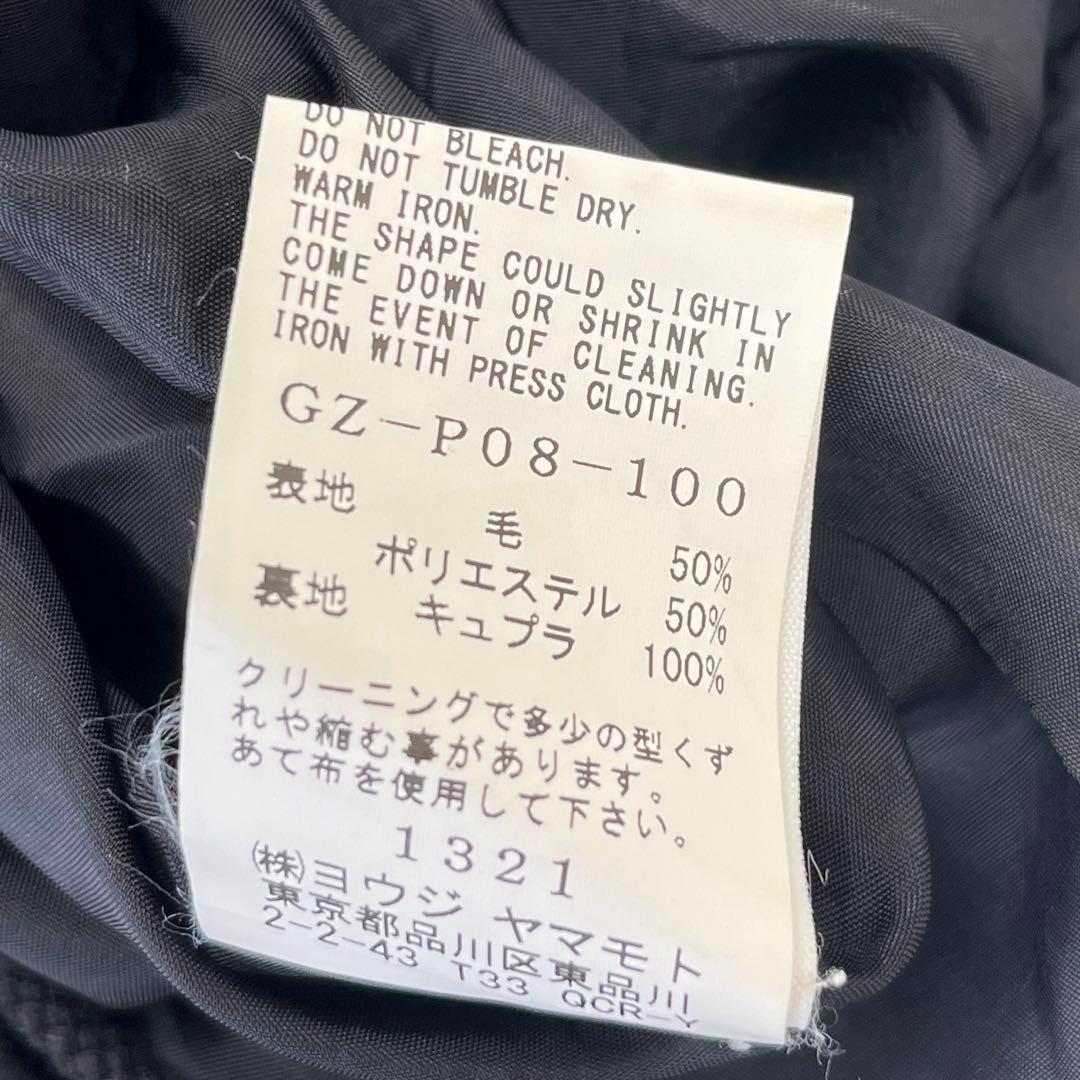 DO NOT BLEACH.
DO NOT TUMBLE DRY.
WARM IRON.
THE SHAPE COULD SLIGHTLY
COME DOWN OR SHRINK IN
THE EVENT OF CLEANING.
IRON WITH PRESS CLOTH.
GZ-P08-100
表地 毛 50%
ポリエステル 50%
裏地 キュプラ 100%
クリーニングで多少の型くず
れや縮む事があります。
あて布を使用して下さい。
1321
(株)ヨウジ ヤマモト
東京都品川区東品川
2-2-43 T33 QCR-Y